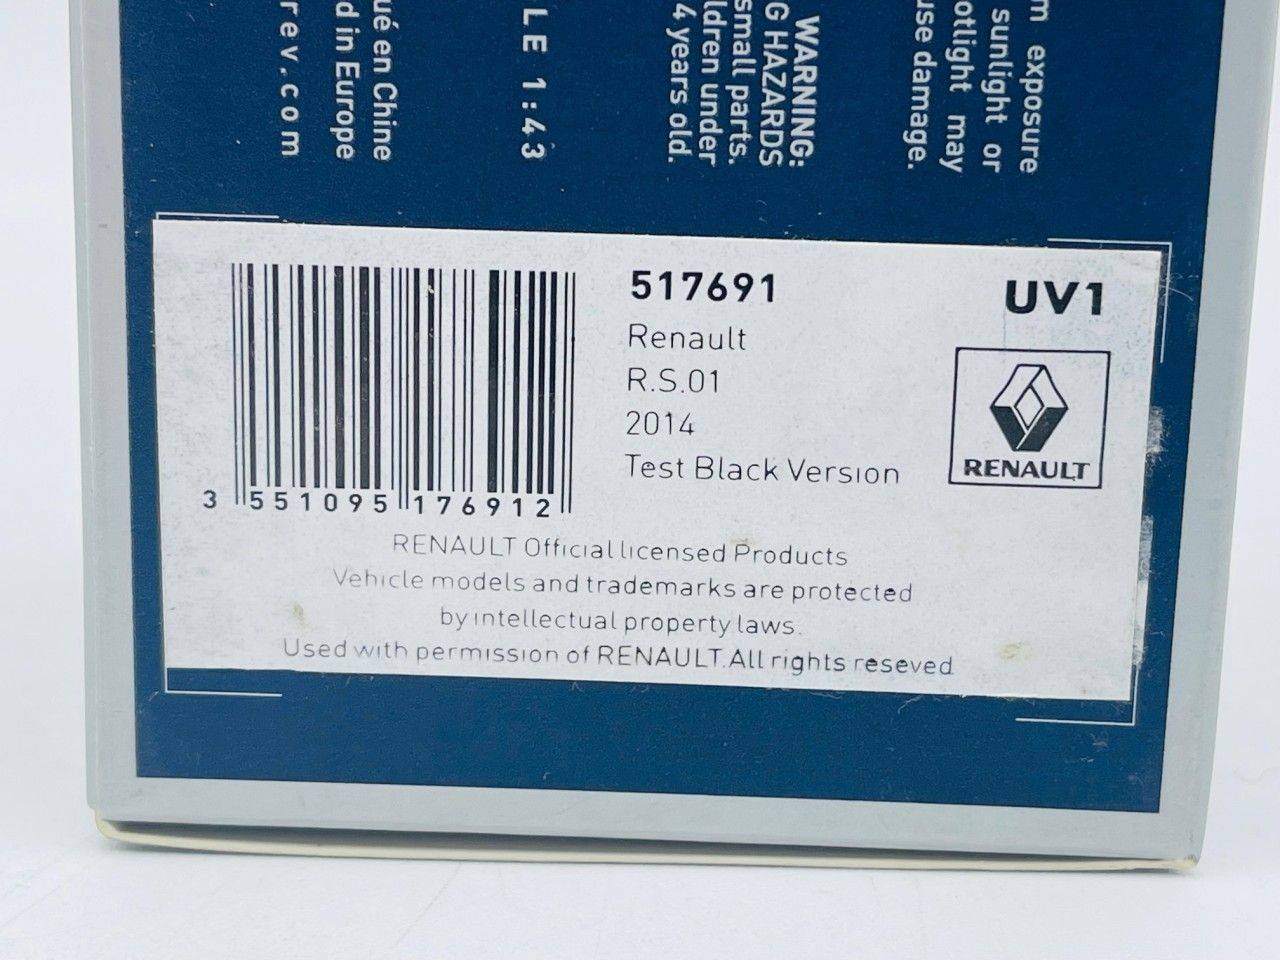 ué en Chine
d in Europe
rev.com
LE 1:43
WARNING:
G HAZARDS
small parts.
ldren under
4 years old.
m exposure
sunlight or
otlight may
use damage.
517691
UV1
Renault
R.S.01
2014
Test Black Version
RENAULT
3 551095 176912
RENAULT Official licensed Products
Vehicle models and trademarks are protected
by intellectual property laws.
Used with permission of RENAULT.All rights reseved